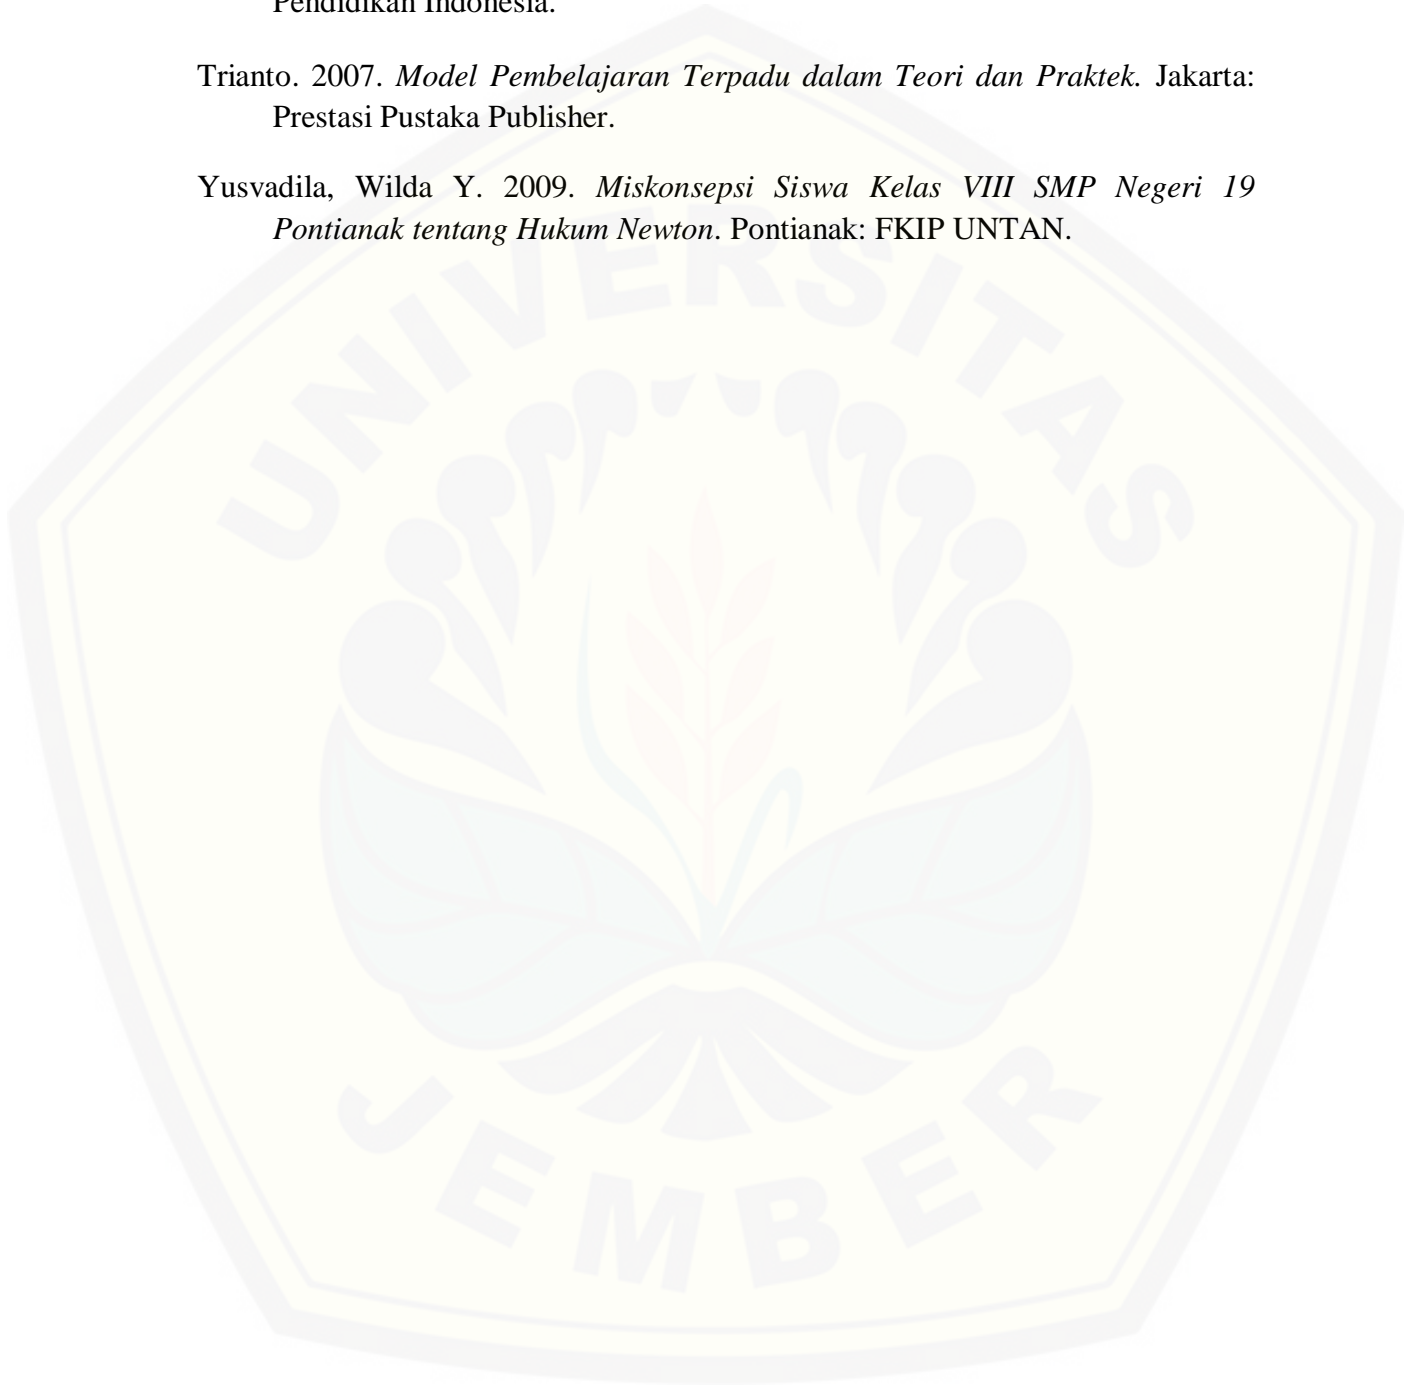 Pendidikan Indonesia.
Trianto. 2007. Model Pembelajaran Terpadu dalam Teori dan Praktek. Jakarta:
Prestasi Pustaka Publisher.
Yusvadila, Wilda Y. 2009. Miskonsepsi Siswa Kelas VIII SMP Negeri 19
Pontianak tentang Hukum Newton. Pontianak: FKIP UNTAN.
UNIVERSITAS
JEMBER